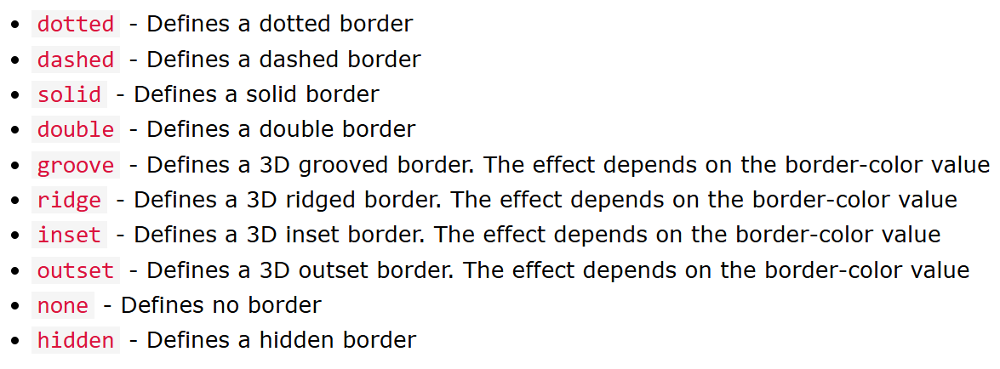 • dotted - Defines a dotted border
• dashed - Defines a dashed border
• solid - Defines a solid border
• double - Defines a double border
• groove - Defines a 3D grooved border. The effect depends on the border-color value
• ridge - Defines a 3D ridged border. The effect depends on the border-color value
• inset - Defines a 3D inset border. The effect depends on the border-color value
• outset - Defines a 3D outset border. The effect depends on the border-color value
• none - Defines no border
• hidden - Defines a hidden border